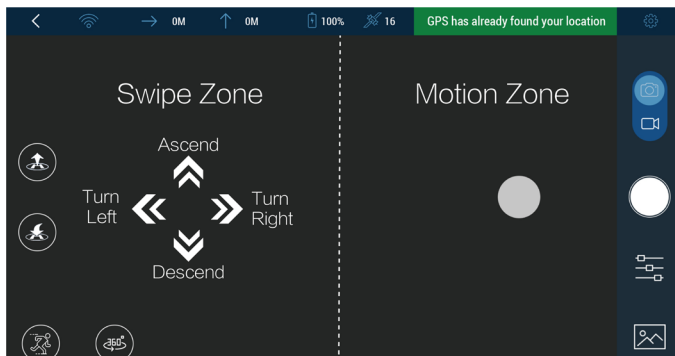 0M 0M 100% 16 GPS has already found your location
Swipe Zone
Motion Zone
Ascend
Turn
Left
Turn
Right
Descend
360°